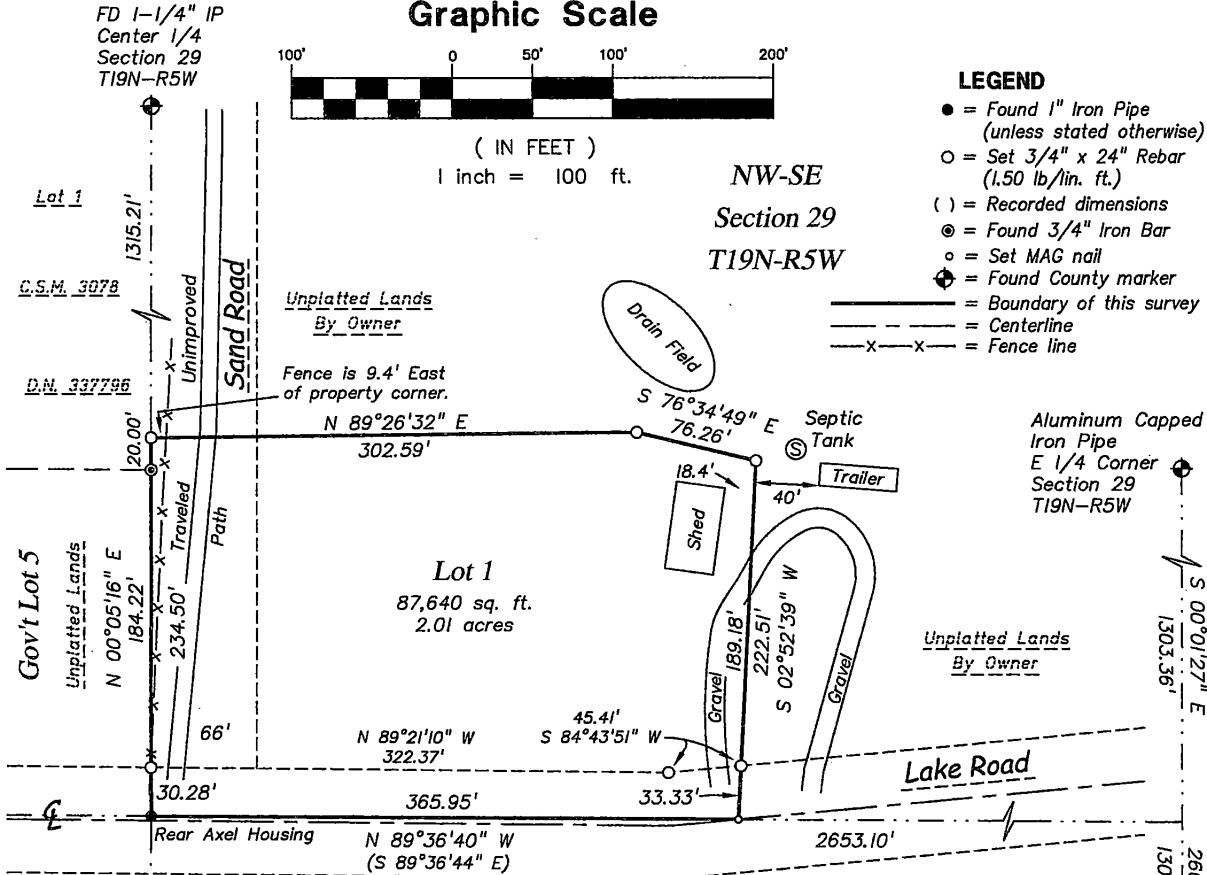 FD 1-1/4" IP
Center 1/4
Section 29
T19N-R5W
Graphic Scale
100' 0 50' 100' 200'
( IN FEET )
1 inch = 100 ft.
LEGEND
= Found 1" Iron Pipe
(unless stated otherwise)
= Set 3/4" x 24" Rebar
(1.50 lb/lin. ft.)
( ) = Recorded dimensions
= Found 3/4" Iron Bar
= Set MAG nail
= Found County marker
= Boundary of this survey
= Centerline
—x—x— = Fence line
NW-SE
Section 29
T19N-R5W
Lot 1
1315.21'
C.S.M. 3078
D.N. 337796
Unimproved
Sand Road
Unplatted Lands
By Owner
Drain Field
Fence is 9.4' East
of property corner.
N 89°26'32" E
302.59'
S 76°34'49" E
76.26'
Septic
Tank
S
Trailer
18.4'
40'
Shed
Aluminum Capped
Iron Pipe
E 1/4 Corner
Section 29
T19N-R5W
20.00'
Gov't Lot 5
Unplatted Lands
N 00°05'16" E
184.22'
234.50'
Traveled
Path
Lot 1
87,640 sq. ft.
2.01 acres
189.18'
222.51'
S 02°52'39" W
Gravel
Gravel
Unplatted Lands
By Owner
S 00°01'27" E
1303.36'
66'
N 89°21'10" W
322.37'
45.41'
S 84°43'51" W
Lake Road
30.28'
365.95'
33.33'
CL
Rear Axel Housing
N 89°36'40" W
(S 89°36'44" E)
2653.10'